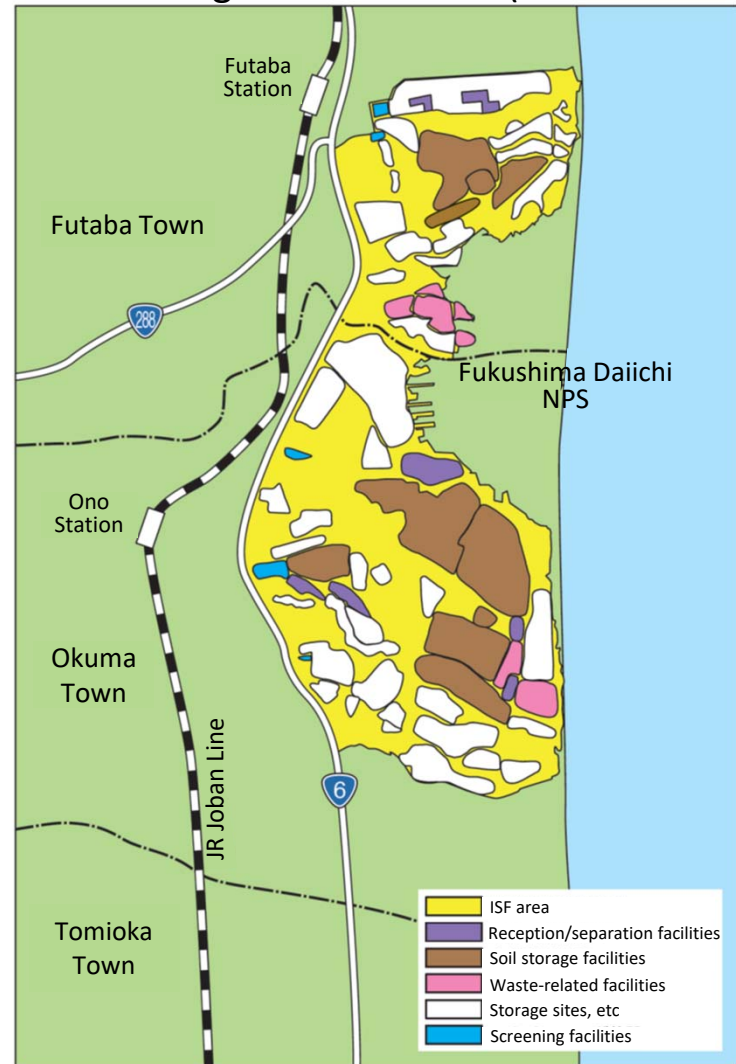 Futaba
Station
Futaba Town
288
Fukushima Daiichi
NPS
Ono
Station
Okuma
Town
JR Joban Line
6
Tomioka
Town
ISF area
Reception/separation facilities
Soil storage facilities
Waste-related facilities
Storage sites, etc
Screening facilities